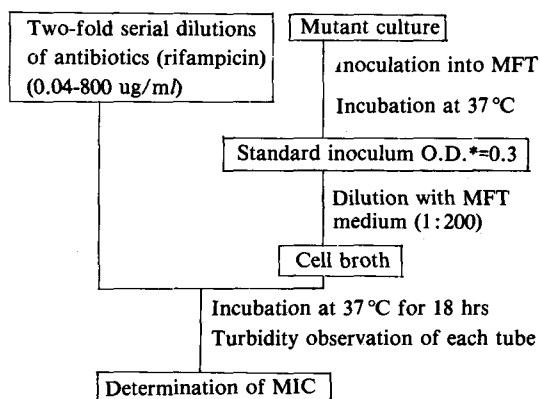 Two-fold serial dilutions
of antibiotics (rifampicin)
(0.04-800 ug/ml)
Mutant culture
inoculation into MFT
Incubation at 37°C
Standard inoculum O.D.*=0.3
Dilution with MFT
medium (1:200)
Cell broth
Incubation at 37°C for 18 hrs
Turbidity observation of each tube
Determination of MIC